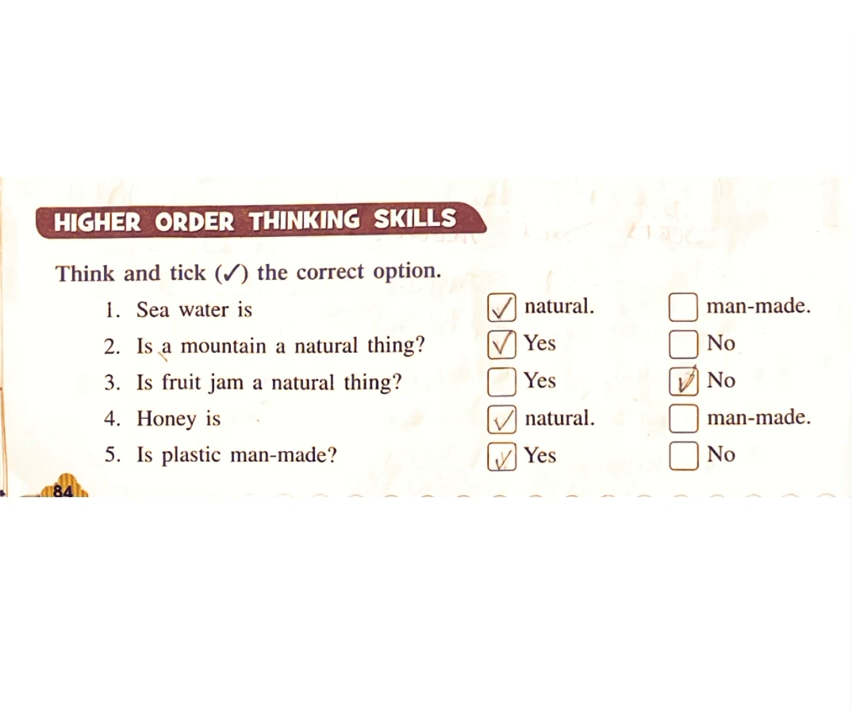 HIGHER ORDER THINKING SKILLS
Think and tick (✓) the correct option.
1. Sea water is ✓ natural. man-made.
2. Is a mountain a natural thing? ✓ Yes No
3. Is fruit jam a natural thing? Yes ✓ No
4. Honey is ✓ natural. man-made.
5. Is plastic man-made? ✓ Yes No
84